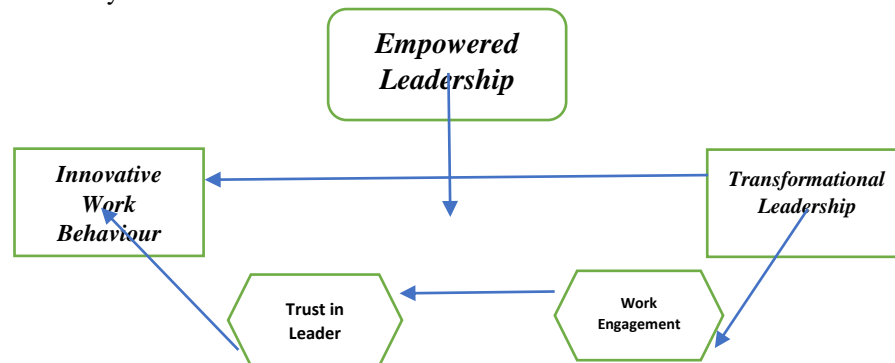 Empowered
Leadership
Innovative
Work
Behaviour
Transformational
Leadership
Trust in
Leader
Work
Engagement